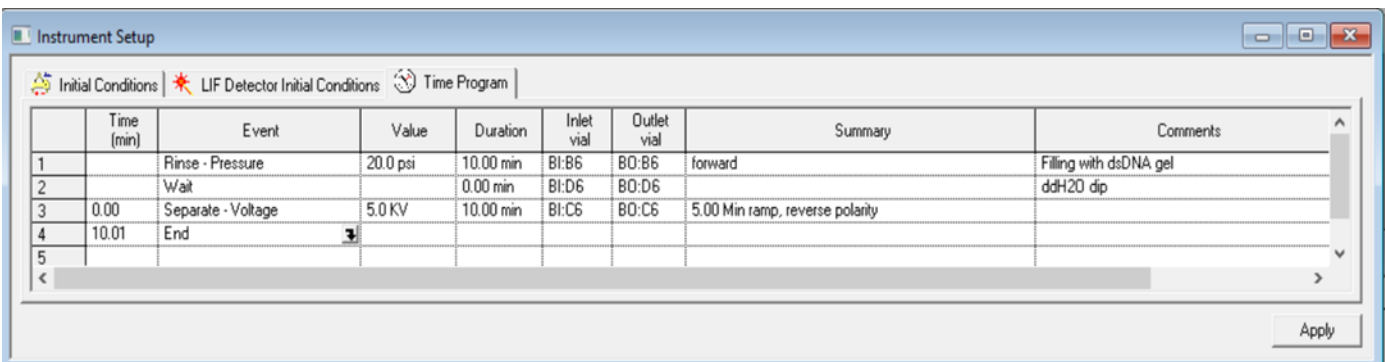 Instrument Setup
Initial Conditions LIF Detector Initial Conditions Time Program
Time (min) Event Value Duration Inlet vial Outlet vial Summary Comments
1 Rinse - Pressure 20.0 psi 10.00 min BI:B6 BO:B6 forward Filling with dsDNA gel
2 Wait 0.00 min BI:D6 BO:D6 ddH2O dip
3 0.00 Separate - Voltage 5.0 KV 10.00 min BI:C6 BO:C6 5.00 Min ramp, reverse polarity
4 10.01 End
5
Apply